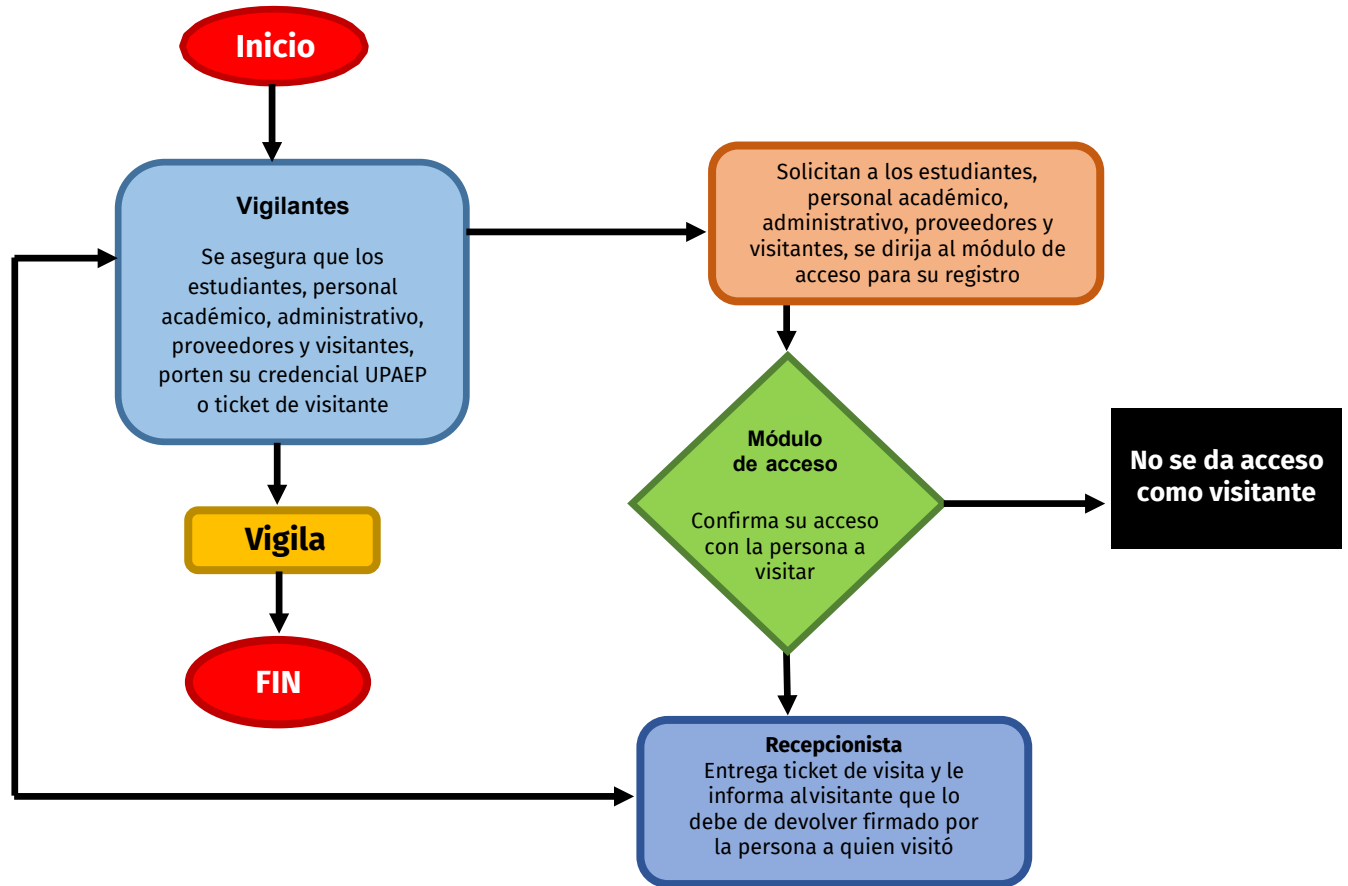 Inicio
Vigilantes
Se asegura que los
estudiantes, personal
académico, administrativo,
proveedores y visitantes,
porten su credencial UPAEP
o ticket de visitante
Vigila
FIN
Solicitan a los estudiantes,
personal académico,
administrativo, proveedores y
visitantes, se dirija al módulo de
acceso para su registro
Módulo
de acceso
Confirma su acceso
con la persona a
visitar
No se da acceso
como visitante
Recepcionista
Entrega ticket de visita y le
informa alvisitante que lo
debe de devolver firmado por
la persona a quien visitó